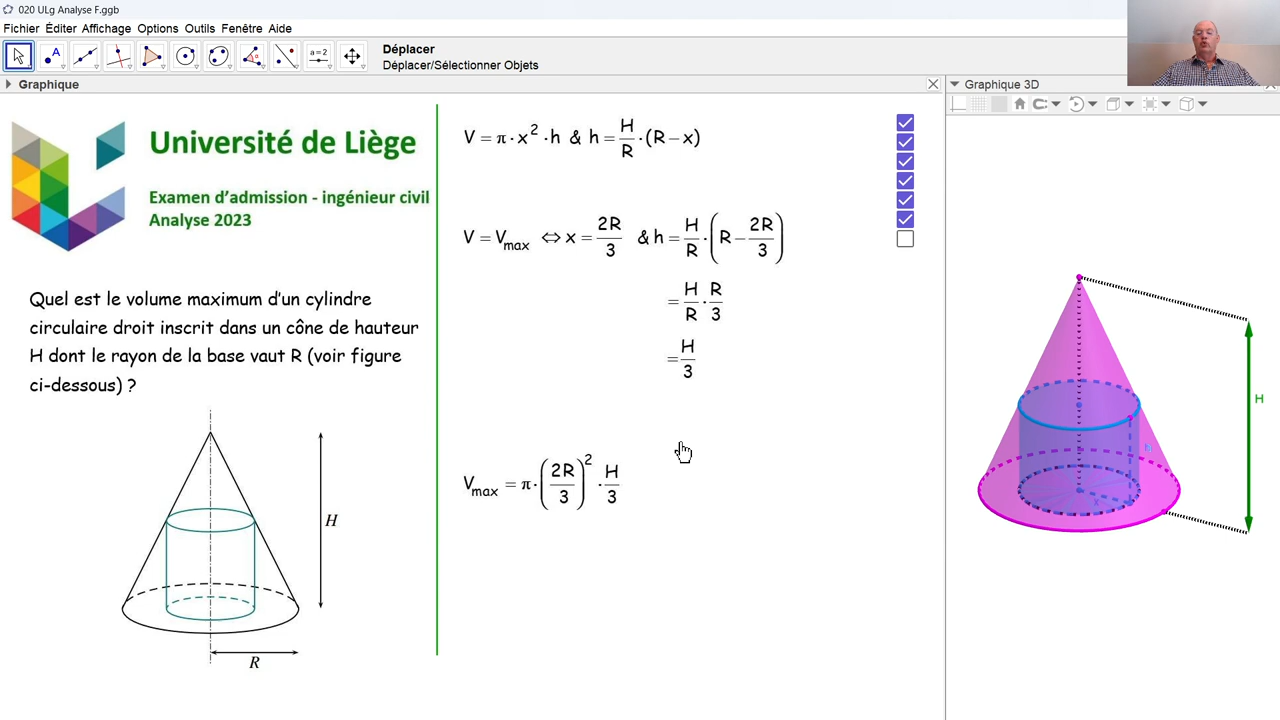 020 ULg Analyse F.ggb
Fichier Éditer Affichage Options Outils Fenêtre Aide
A
a=2
Déplacer
Déplacer/Sélectionner Objets
Graphique
Graphique 3D
Université de Liège
Examen d’admission - ingénieur civil
Analyse 2023
Quel est le volume maximum d'un cylindre
circulaire droit inscrit dans un cône de hauteur
H dont le rayon de la base vaut R (voir figure
ci-dessous) ?
H
R
V = π · x² · h & h = H/R · (R − x)
V = Vmax ⇔ x = 2R/3 & h = H/R · (R − 2R/3)
= H/R · R/3
= H/3
Vmax = π · (2R/3)² · H/3
H
h
x